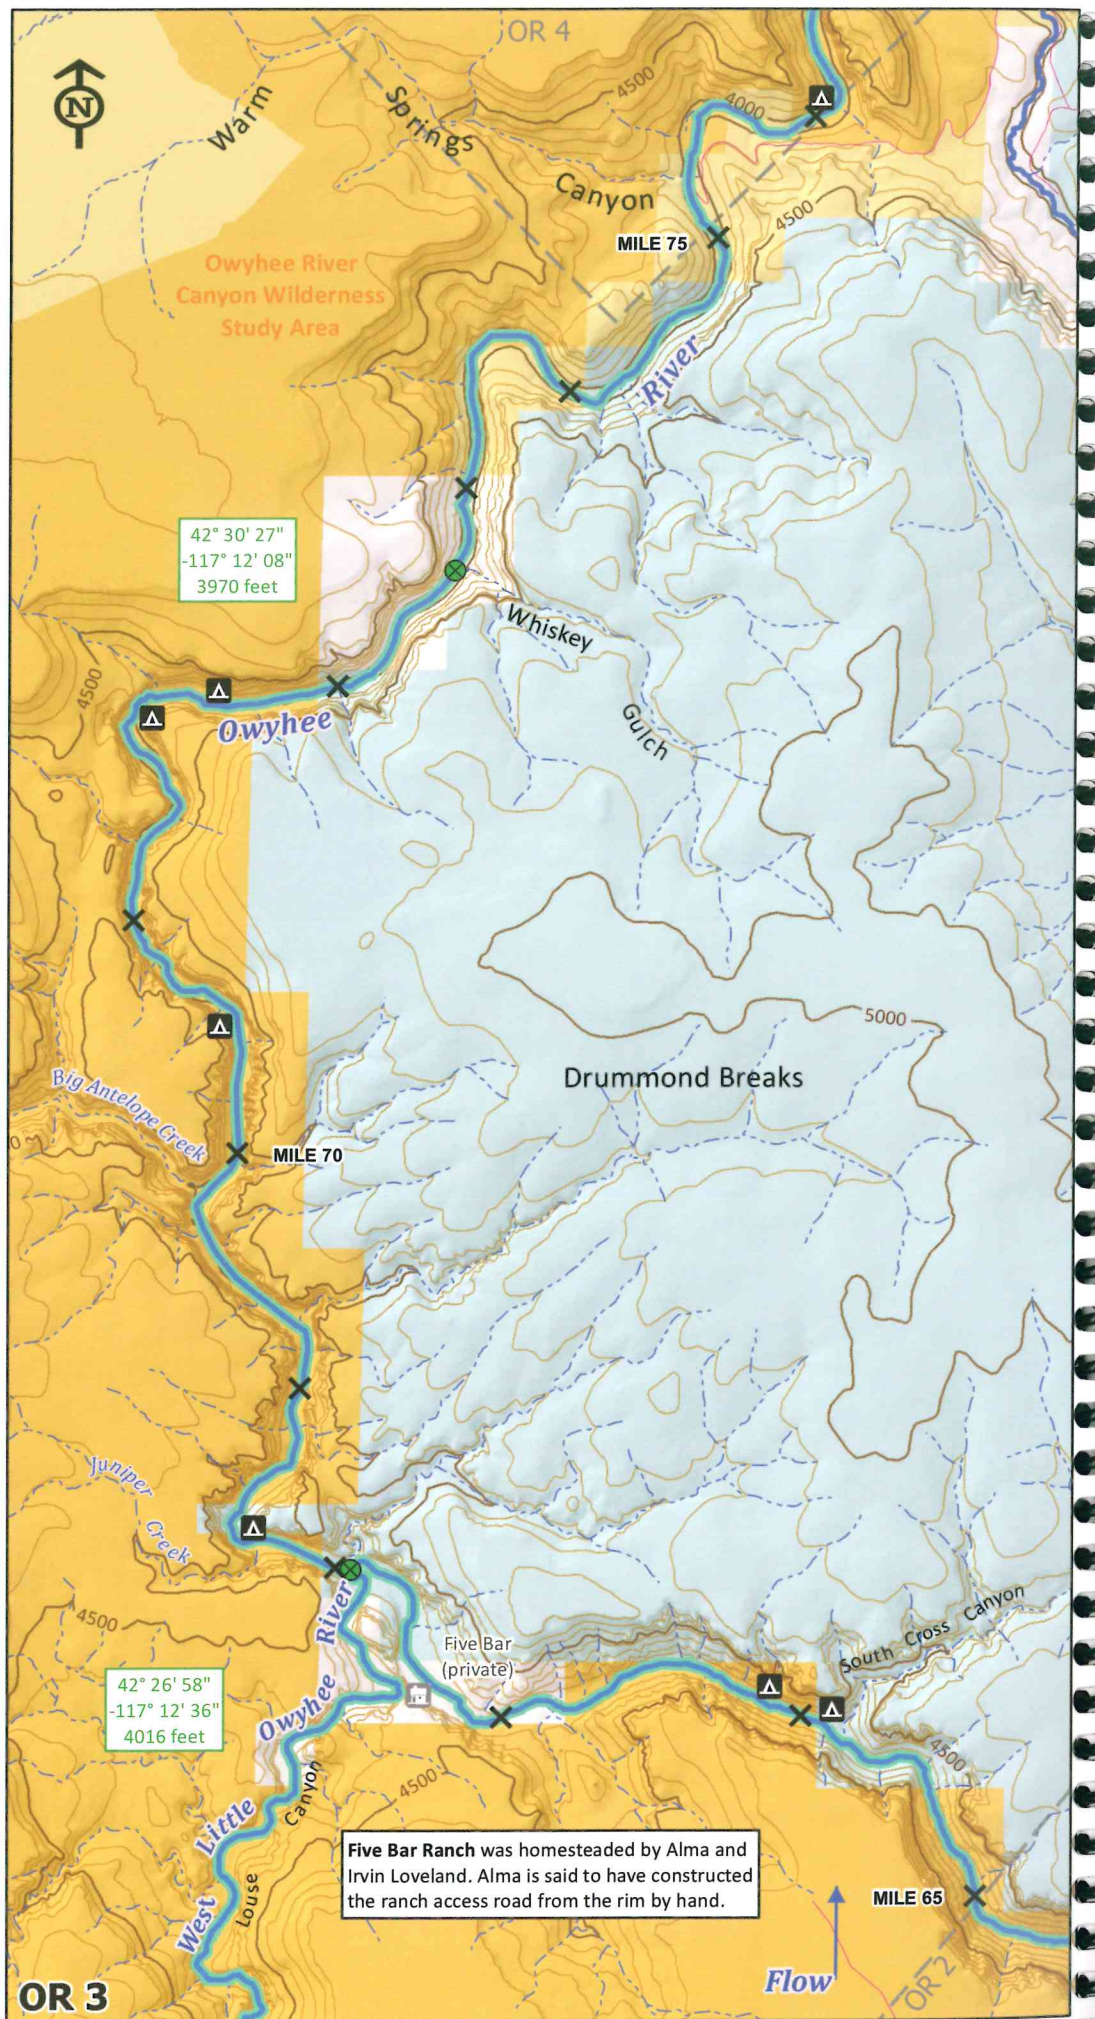 OR 4
N
Warm
Springs
Canyon
4500
4000
4500
MILE 75
Owyhee River
Canyon Wilderness
Study Area
River
42° 30' 27"
-117° 12' 08"
3970 feet
Whiskey
Gulch
4500
Owyhee
5000
Drummond Breaks
Big Antelope Creek
MILE 70
Juniper
Creek
4500
River
Five Bar
(private)
South Cross Canyon
42° 26' 58"
-117° 12' 36"
4016 feet
Owyhee
4500
4500
Canyon
Little
Five Bar Ranch was homesteaded by Alma and
Irvin Loveland. Alma is said to have constructed
the ranch access road from the rim by hand.
MILE 65
Louse
West
Flow
OR 2
OR 3